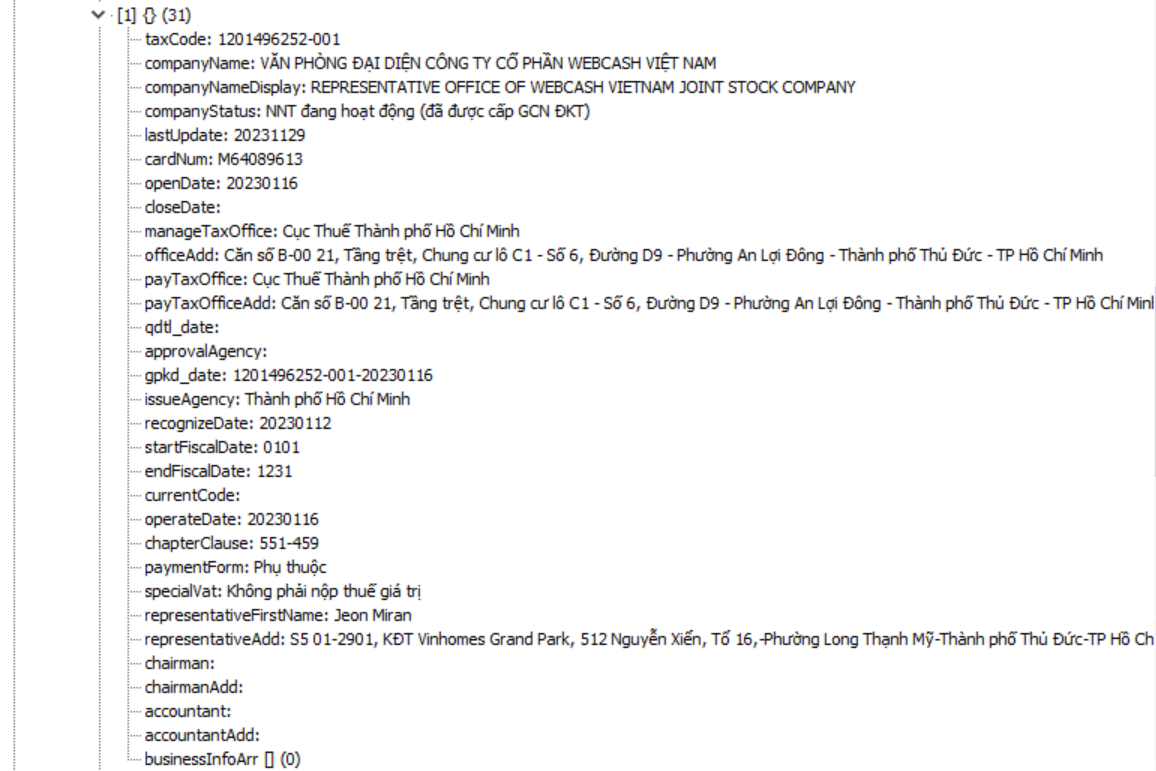 [1] {} (31)
taxCode: 1201496252-001
companyName: VĂN PHÒNG ĐẠI DIỆN CÔNG TY CỔ PHẦN WEBCASH VIỆT NAM
companyNameDisplay: REPRESENTATIVE OFFICE OF WEBCASH VIETNAM JOINT STOCK COMPANY
companyStatus: NNT đang hoạt động (đã được cấp GCN ĐKT)
lastUpdate: 20231129
cardNum: M64089613
openDate: 20230116
closeDate:
manageTaxOffice: Cục Thuế Thành phố Hồ Chí Minh
officeAdd: Căn số B-00 21, Tầng trệt, Chung cư lô C1 - Số 6, Đường D9 - Phường An Lợi Đông - Thành phố Thủ Đức - TP Hồ Chí Minh
payTaxOffice: Cục Thuế Thành phố Hồ Chí Minh
payTaxOfficeAdd: Căn số B-00 21, Tầng trệt, Chung cư lô C1 - Số 6, Đường D9 - Phường An Lợi Đông - Thành phố Thủ Đức - TP Hồ Chí Minl
qdtl_date:
approvalAgency:
gpkd_date: 1201496252-001-20230116
issueAgency: Thành phố Hồ Chí Minh
recognizeDate: 20230112
startFiscalDate: 0101
endFiscalDate: 1231
currentCode:
operateDate: 20230116
chapterClause: 551-459
paymentForm: Phụ thuộc
specialVat: Không phải nộp thuế giá trị
representativeFirstName: Jeon Miran
representativeAdd: S5 01-2901, KĐT Vinhomes Grand Park, 512 Nguyễn Xiển, Tổ 16,-Phường Long Thạnh Mỹ-Thành phố Thủ Đức-TP Hồ Ch
chairman:
chairmanAdd:
accountant:
accountantAdd:
businessInfoArr [] (0)